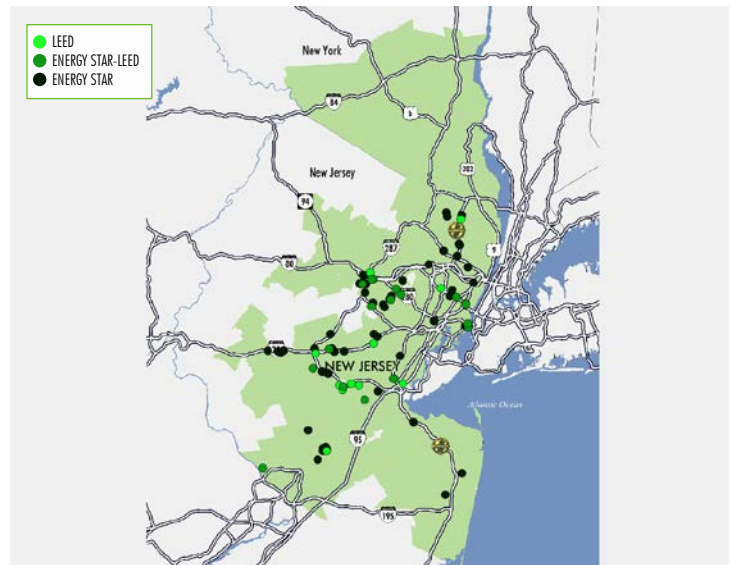 LEED
ENERGY STAR-LEED
ENERGY STAR
New York
84
6
202
New Jersey
94
287
9
80
280
NEW JERSEY
Atlantic Ocean
95
195